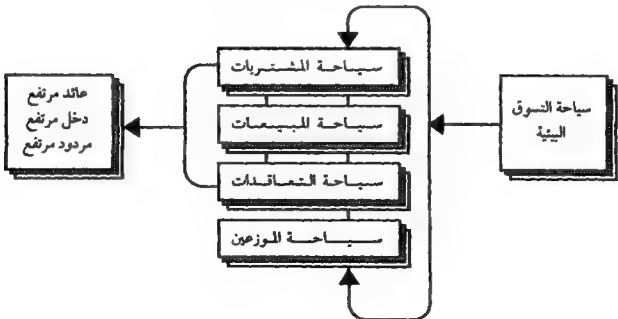 سياحة التسوق
البيئية
سياحة المشتريات
سياحة المبيعات
سياحة التعاقدات
سياحة الموزعين
عائد مرتفع
دخل مرتفع
مردود مرتفع